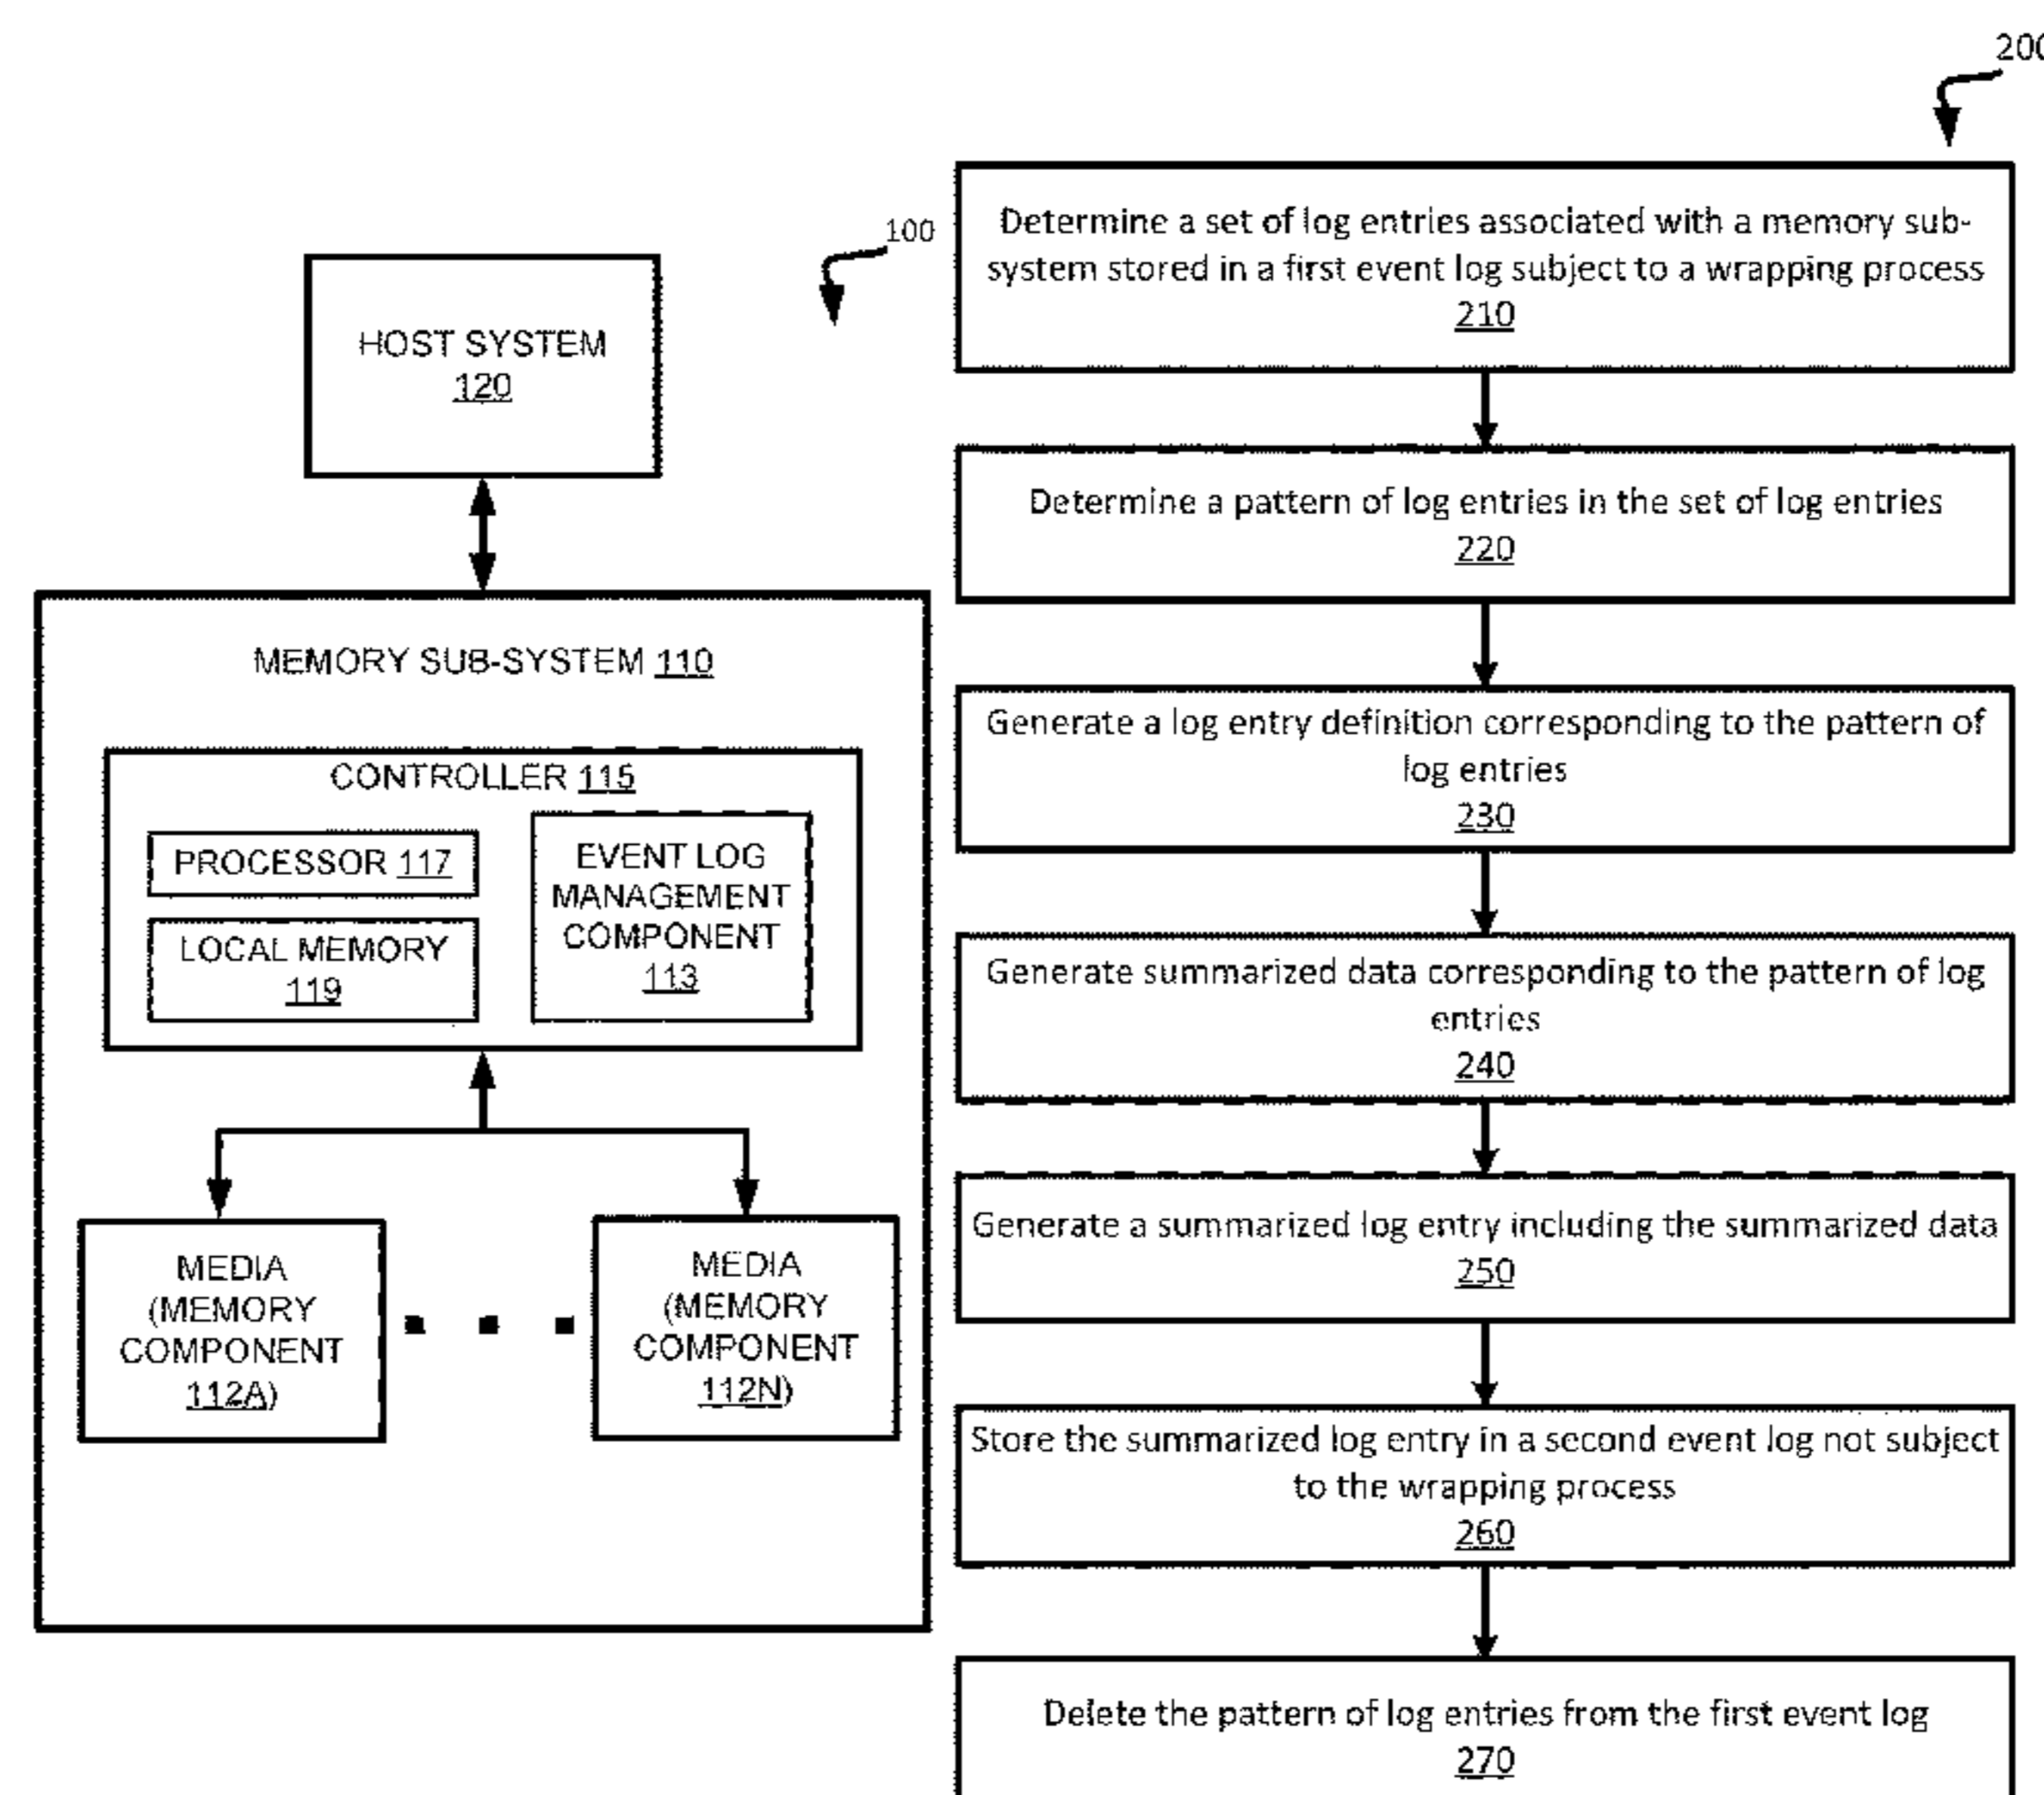 100
HOST SYSTEM
120
MEMORY SUB-SYSTEM 110
CONTROLLER 115
PROCESSOR 117
LOCAL MEMORY
119
EVENT LOG
MANAGEMENT
COMPONENT
113
MEDIA
(MEMORY
COMPONENT
112A)
MEDIA
(MEMORY
COMPONENT
112N)
200
Determine a set of log entries associated with a memory sub-
system stored in a first event log subject to a wrapping process
210
Determine a pattern of log entries in the set of log entries
220
Generate a log entry definition corresponding to the pattern of
log entries
230
Generate summarized data corresponding to the pattern of log
entries
240
Generate a summarized log entry including the summarized data
250
Store the summarized log entry in a second event log not subject
to the wrapping process
260
Delete the pattern of log entries from the first event log
270